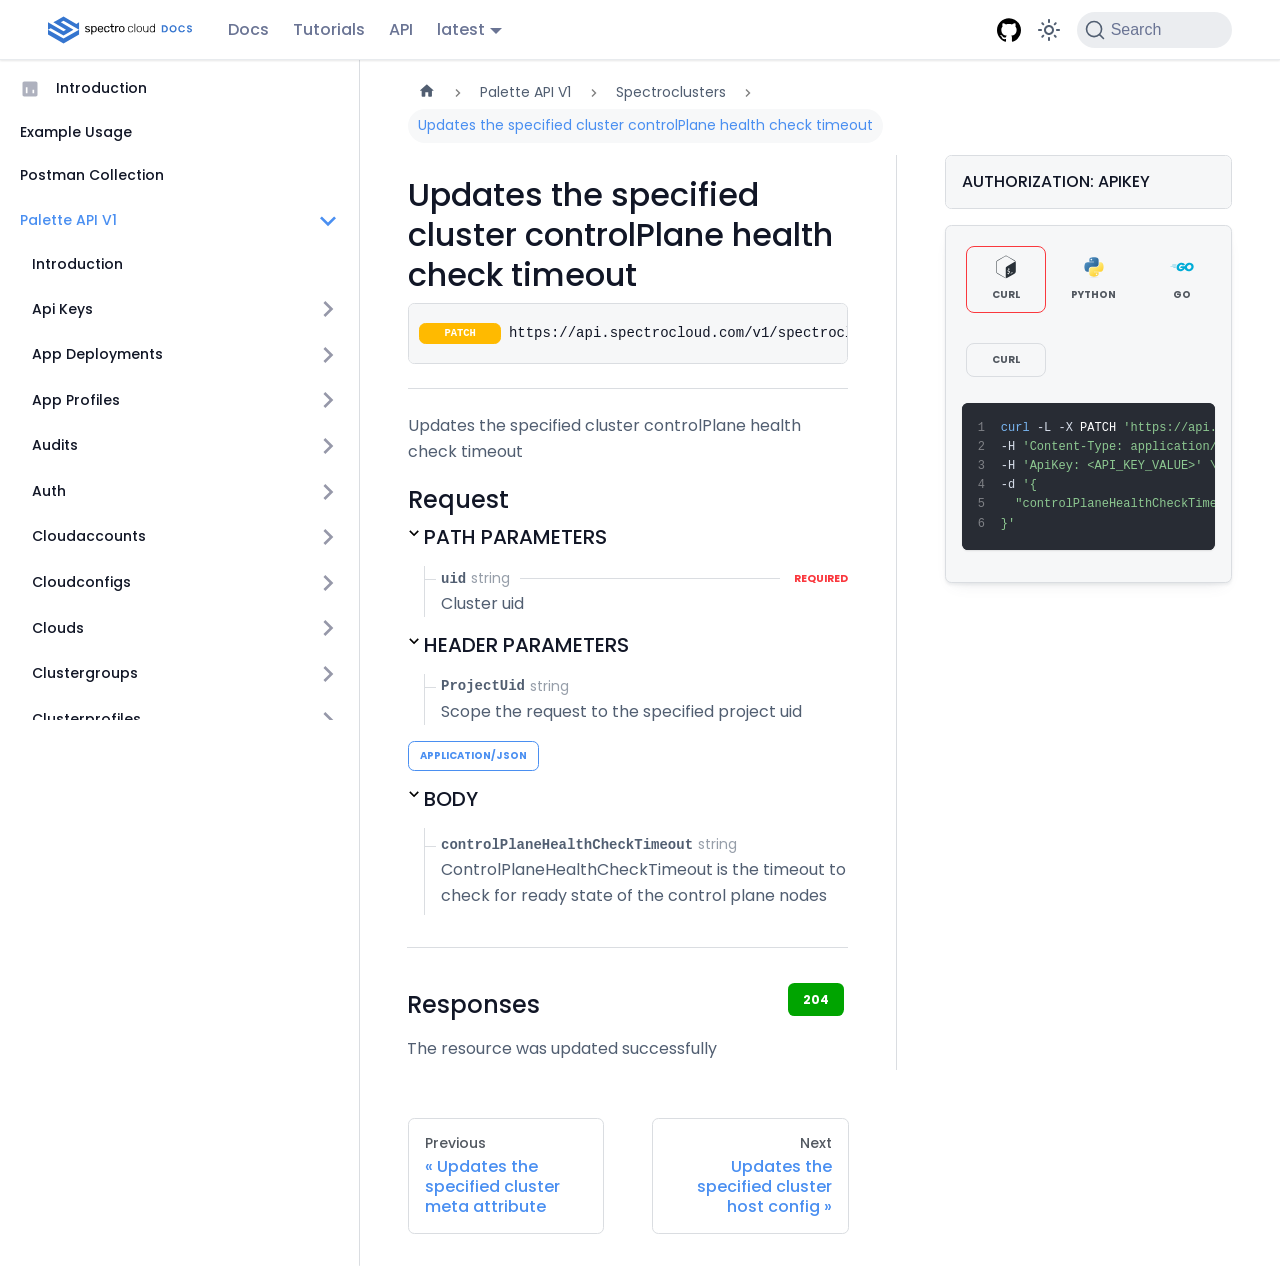 spectro cloud DOCS
Docs
Tutorials
API
latest
Search
Introduction
Example Usage
Postman Collection
Palette API V1
Introduction
Api Keys
App Deployments
App Profiles
Audits
Auth
Cloudaccounts
Cloudconfigs
Clouds
Clustergroups
Clusterprofiles
Palette API V1
Spectroclusters
Updates the specified cluster controlPlane health check timeout
Updates the specified
cluster controlPlane health
check timeout
PATCH https://api.spectrocloud.com/v1/spectrocl
Updates the specified cluster controlPlane health
check timeout
Request
PATH PARAMETERS
uid string REQUIRED
Cluster uid
HEADER PARAMETERS
ProjectUid string
Scope the request to the specified project uid
APPLICATION/JSON
BODY
controlPlaneHealthCheckTimeout string
ControlPlaneHealthCheckTimeout is the timeout to
check for ready state of the control plane nodes
Responses
204
The resource was updated successfully
Previous
« Updates the
specified cluster
meta attribute
Next
Updates the
specified cluster
host config »
AUTHORIZATION: APIKEY
GO
CURL
PYTHON
GO
CURL
1 curl -L -X PATCH 'https://api.
2 -H 'Content-Type: application/
3 -H 'ApiKey: <API_KEY_VALUE>' \
4 -d '{
5 "controlPlaneHealthCheckTime
6 }'